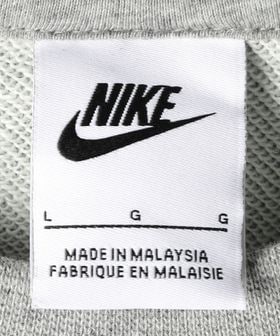 NIKE
L G G
MADE IN MALAYSIA
FABRIQUE EN MALAISIE